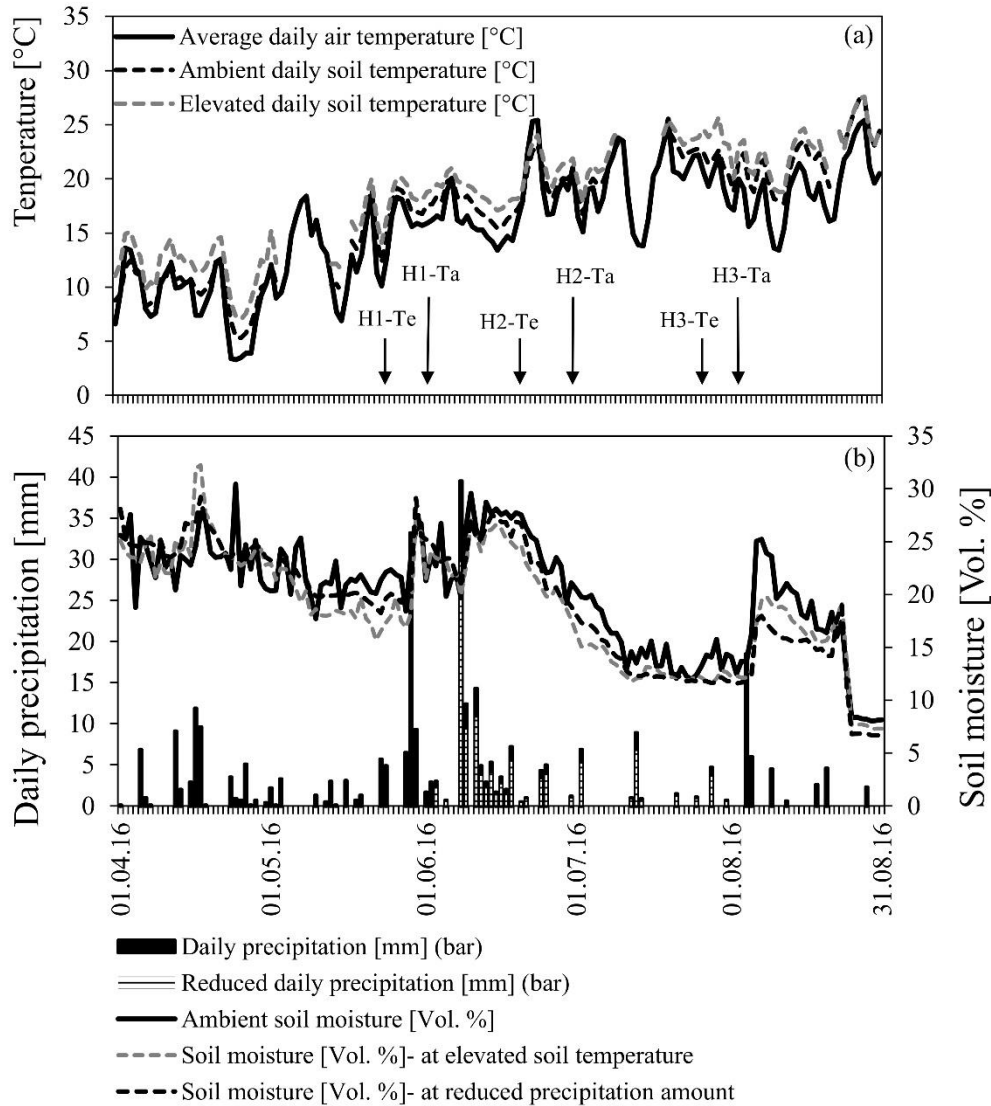 35
30
25
20
15
10
5
0
Tenperature [°C]
(a)
Average daily air temperature [°C]
Ambient daily soil temperature [°C]
Elevated daily soil temperature [°C]
H1-Ta
H2-Ta
H3-Ta
H1-Te
H2-Te
H3-Te
45
40
35
30
25
20
15
10
5
0
Daily precipitation [mm]
(b)
35
30
25
20
15
10
5
0
Soil moisture [Vol. %]
01.04.16
01.05.16
01.06.16
01.07.16
01.08.16
31.08.16
Daily precipitation [mm] (bar)
Reduced daily precipitation [mm] (bar)
Ambient soil moisture [Vol. %]
Soil moisture [Vol. %]- at elevated soil temperature
Soil moisture [Vol. %]- at reduced precipitation amount